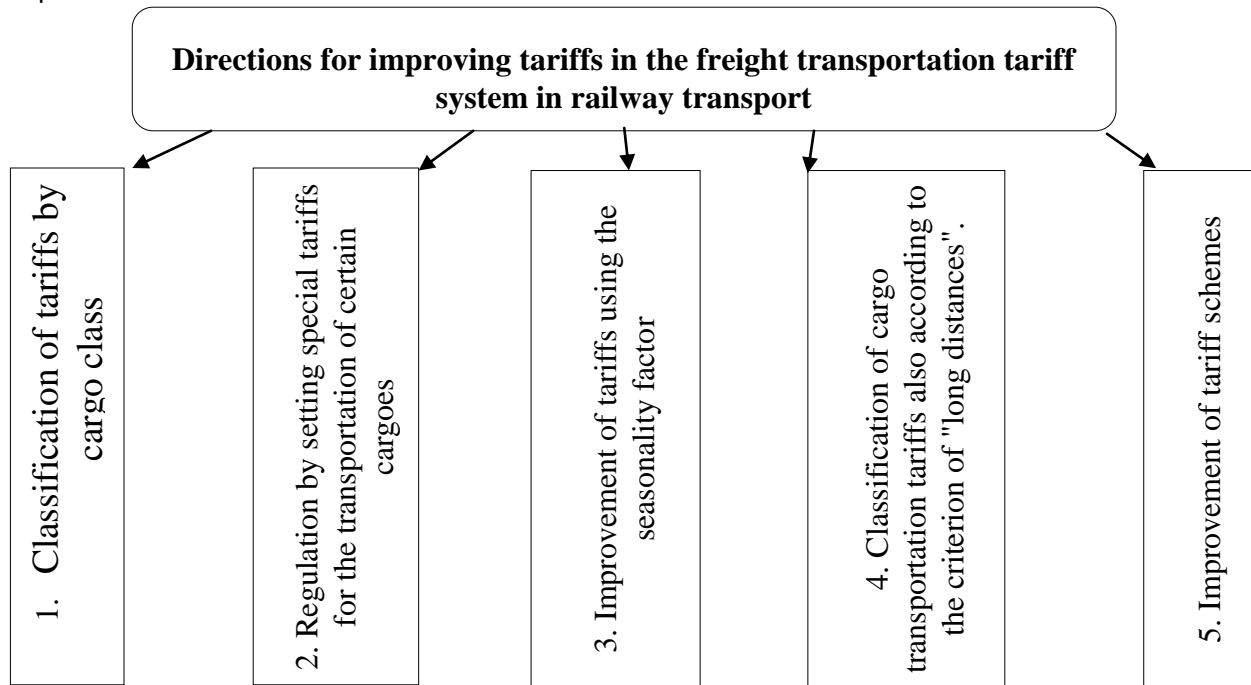 Directions for improving tariffs in the freight transportation tariff
system in railway transport
1. Classification of tariffs by
cargo class
2. Regulation by setting special tariffs
for the transportation of certain
cargoes
3. Improvement of tariffs using the
seasonality factor
4. Classification of cargo
transportation tariffs also according to
the criterion of "long distances".
5. Improvement of tariff schemes